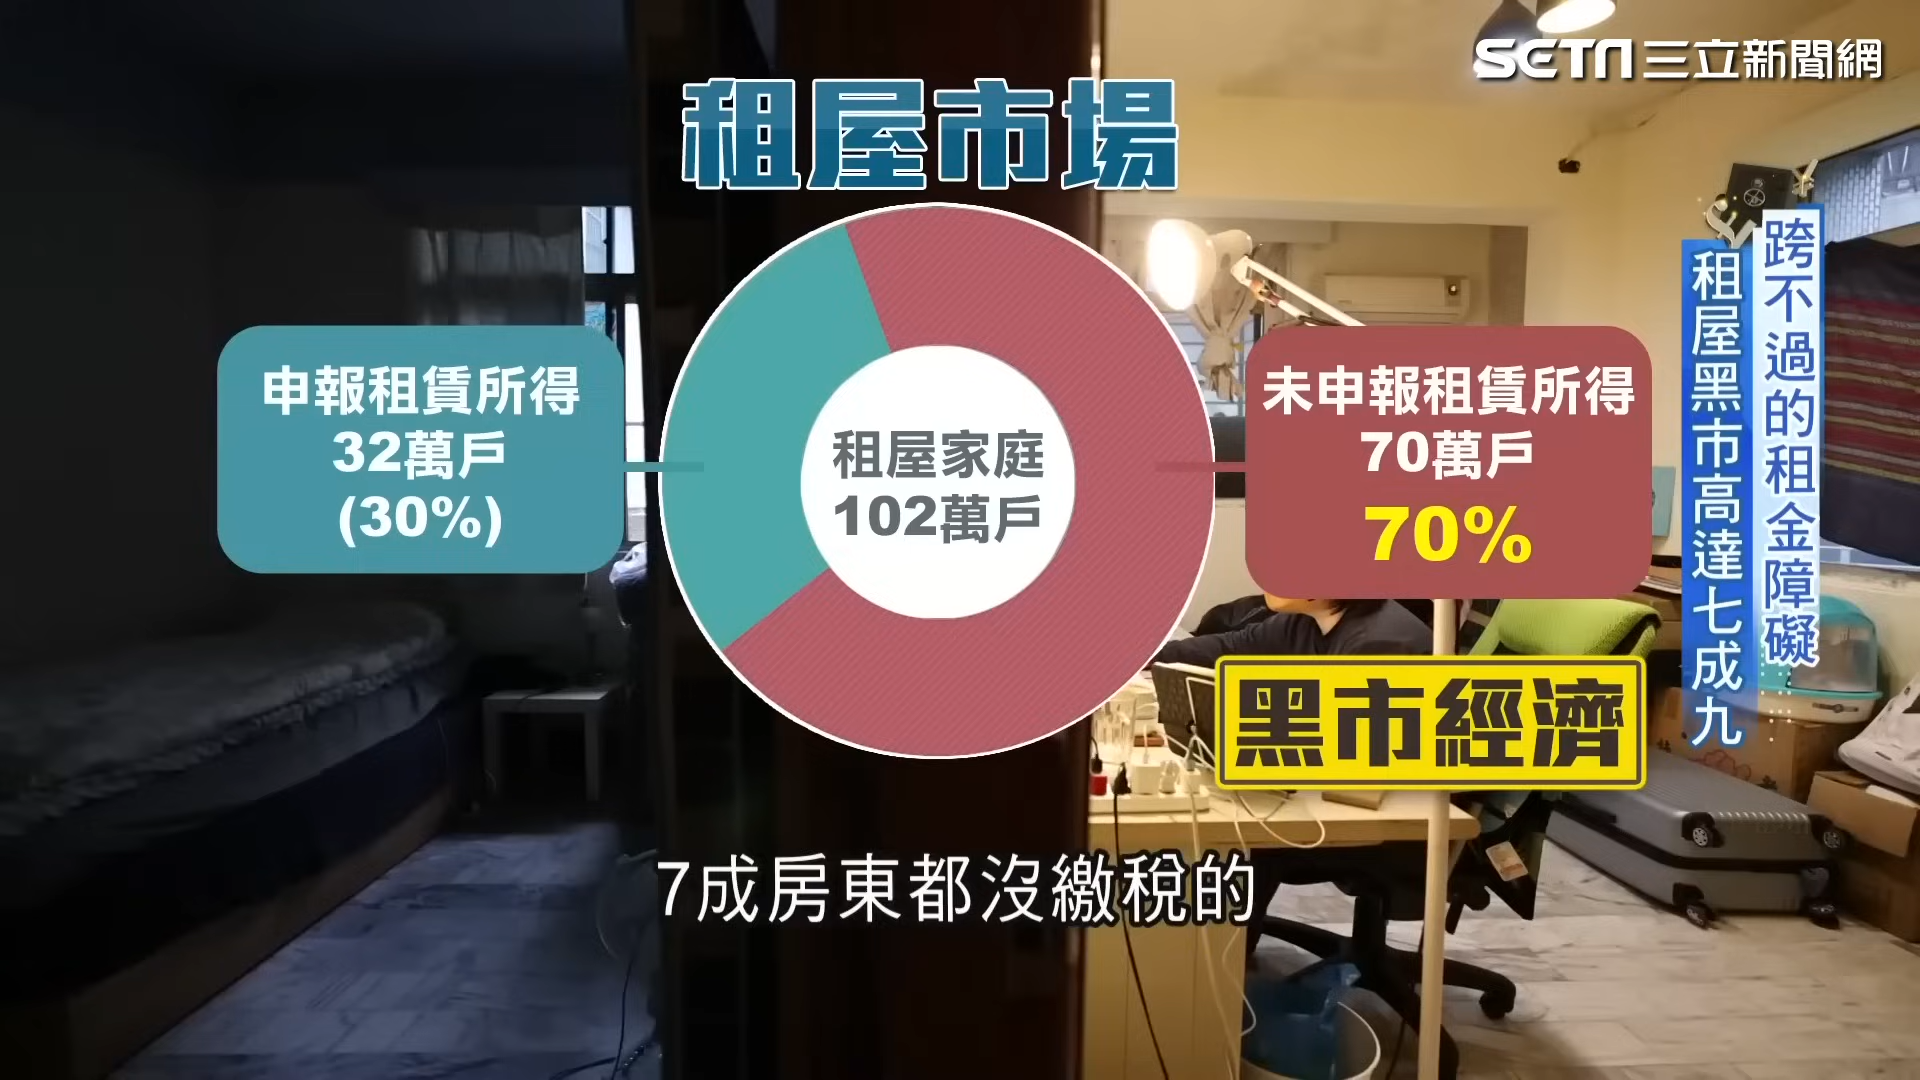 SETN三立新聞網
租屋市場
申報租賃所得
32萬戶
(30%)
租屋家庭
102萬戶
未申報租賃所得
70萬戶
70%
黑市經濟
跨不過的租金障礙
租屋黑市高達七成九
7成房東都沒繳稅的